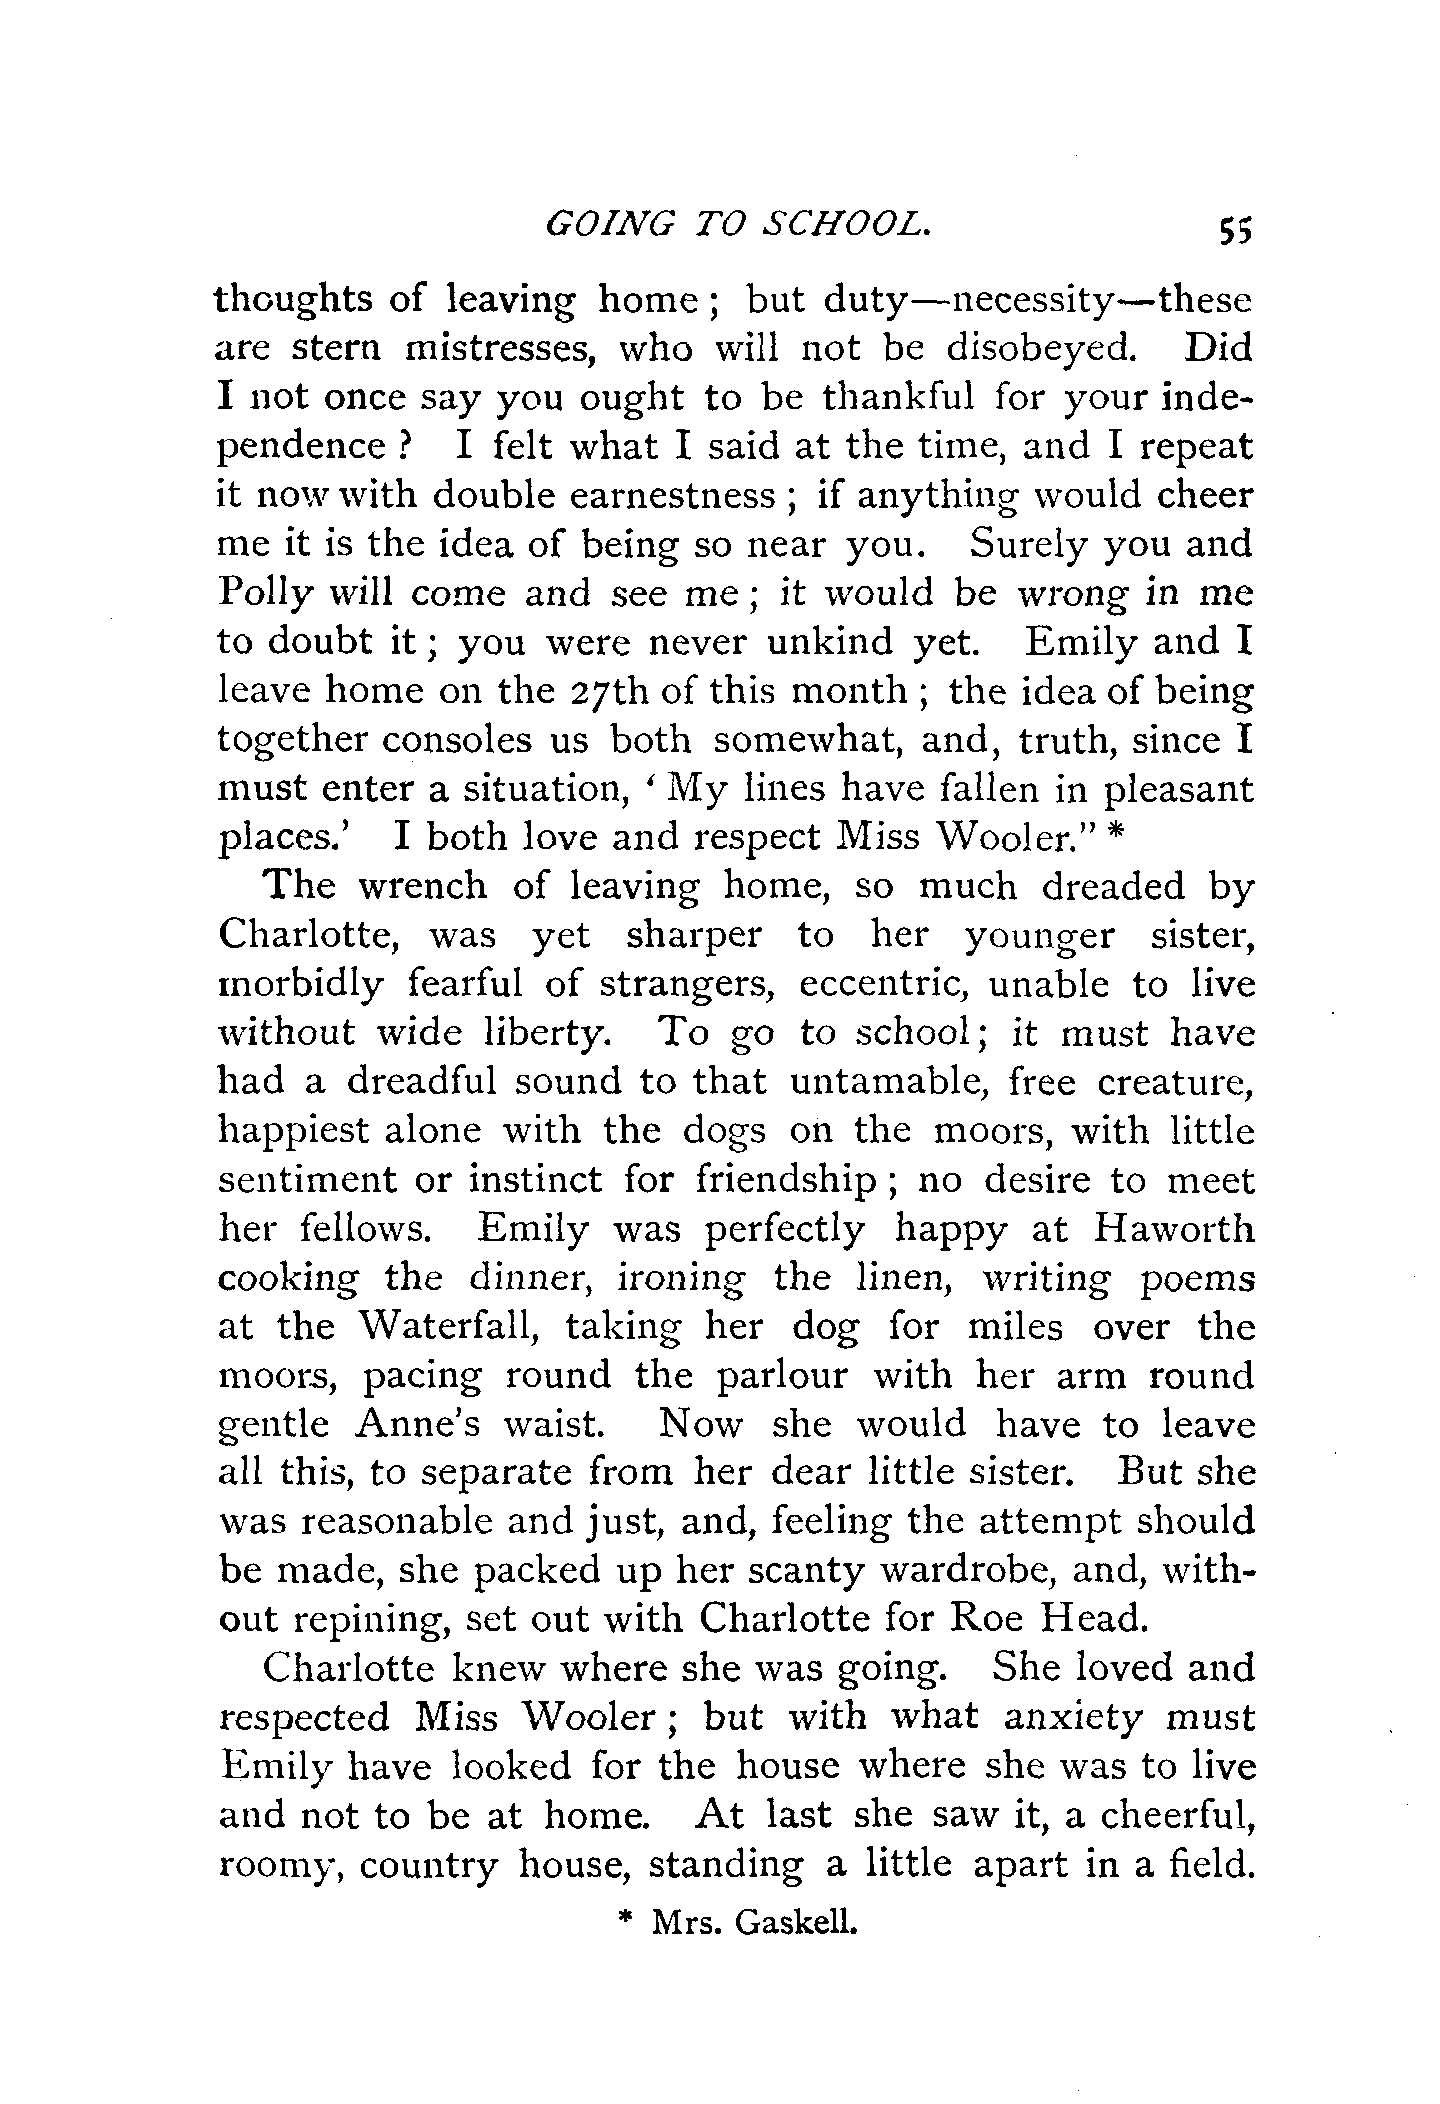 GOING TO SCHOOL. 55
thoughts of leaving home ; but duty—necessity—these
are stern mistresses, who will not be disobeyed. Did
I not once say you ought to be thankful for your inde-
pendence ? I felt what I said at the time, and I repeat
it now with double earnestness ; if anything would cheer
me it is the idea of being so near you. Surely you and
Polly will come and see me ; it would be wrong in me
to doubt it ; you were never unkind yet. Emily and I
leave home on the 27th of this month ; the idea of being
together consoles us both somewhat, and, truth, since I
must enter a situation, ‘ My lines have fallen in pleasant
places.’ I both love and respect Miss Wooler.” *
The wrench of leaving home, so much dreaded by
Charlotte, was yet sharper to her younger sister,
morbidly fearful of strangers, eccentric, unable to live
without wide liberty. To go to school ; it must have
had a dreadful sound to that untamable, free creature,
happiest alone with the dogs on the moors, with little
sentiment or instinct for friendship ; no desire to meet
her fellows. Emily was perfectly happy at Haworth
cooking the dinner, ironing the linen, writing poems
at the Waterfall, taking her dog for miles over the
moors, pacing round the parlour with her arm round
gentle Anne’s waist. Now she would have to leave
all this, to separate from her dear little sister. But she
was reasonable and just, and, feeling the attempt should
be made, she packed up her scanty wardrobe, and, with-
out repining, set out with Charlotte for Roe Head.
Charlotte knew where she was going. She loved and
respected Miss Wooler ; but with what anxiety must
Emily have looked for the house where she was to live
and not to be at home. At last she saw it, a cheerful,
roomy, country house, standing a little apart in a field.
* Mrs. Gaskell.